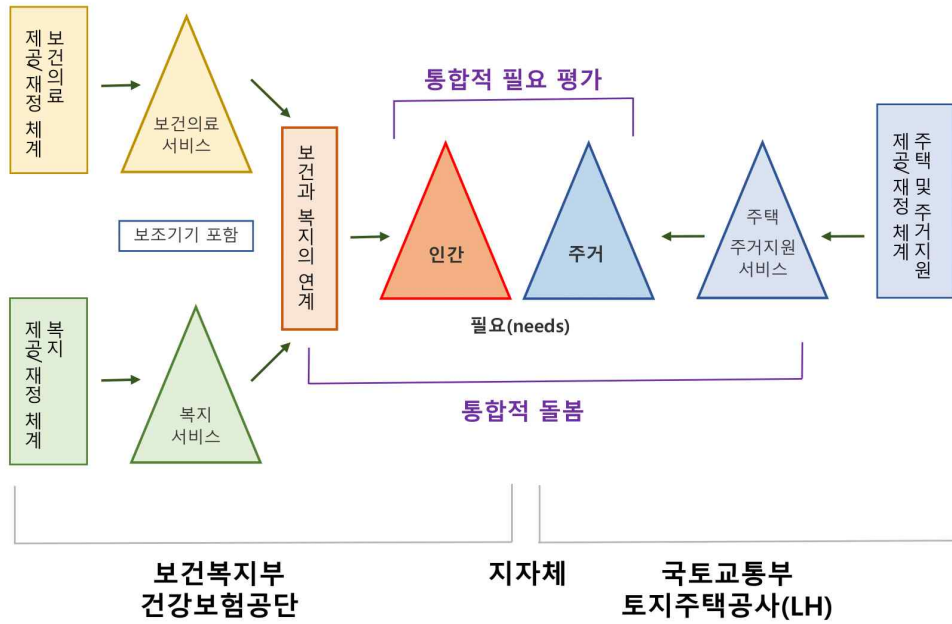 보건의료
제공/재정 체계
보건의료
서비스
보조기기 포함
복지
제공/재정 체계
복지
서비스
보건과 복지의 연계
통합적 필요 평가
인간
주거
필요(needs)
통합적 돌봄
주택
주거지원
서비스
주택 및 주거지원
제공/재정 체계
보건복지부
건강보험공단
지자체
국토교통부
토지주택공사(LH)